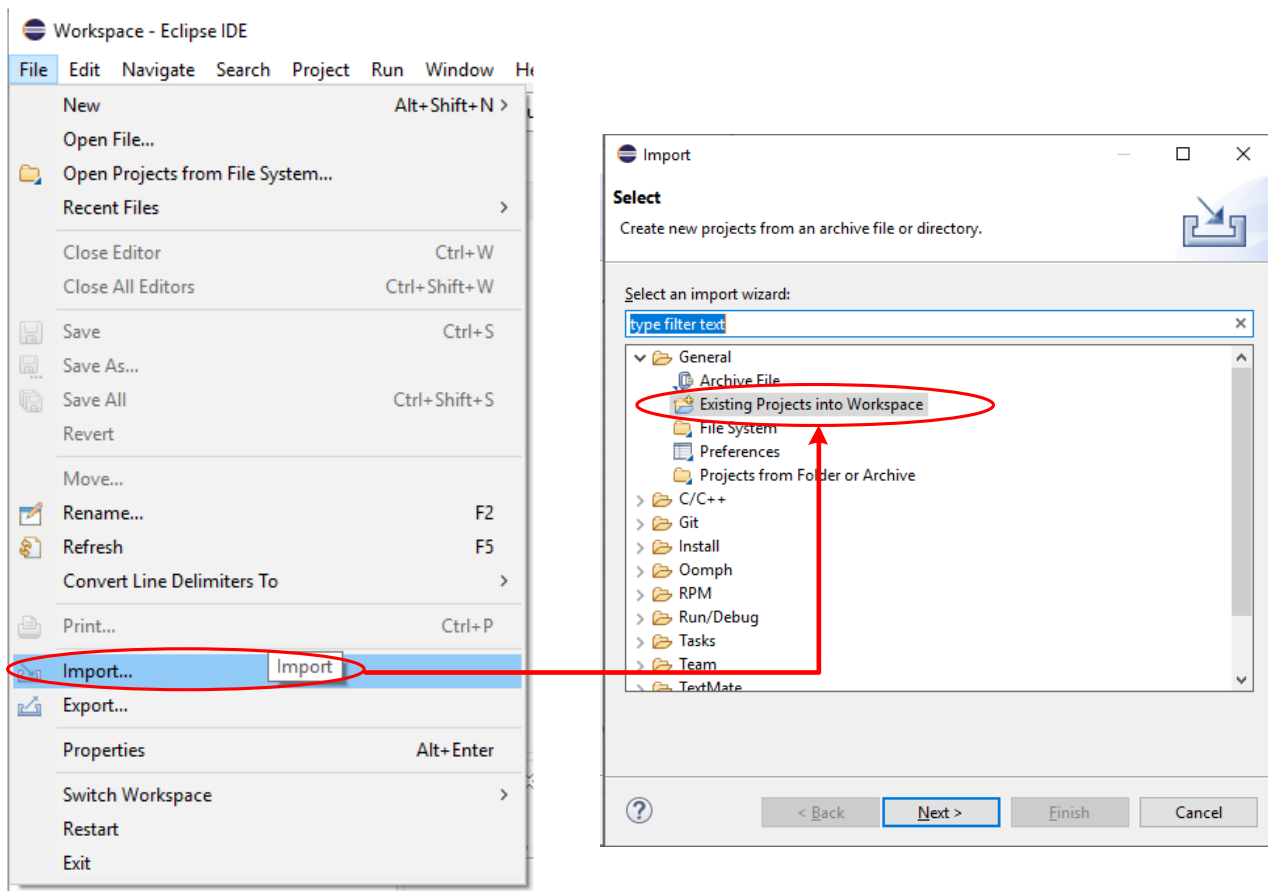 Workspace - Eclipse IDE
File Edit Navigate Search Project Run Window
New Alt+Shift+N >
Open File...
Open Projects from File System...
Recent Files >
Close Editor Ctrl+W
Close All Editors Ctrl+Shift+W
Save Ctrl+S
Save As...
Save All Ctrl+Shift+S
Revert
Move...
Rename... F2
Refresh F5
Convert Line Delimiters To >
Print... Ctrl+P
Import... Import
Export...
Properties Alt+Enter
Switch Workspace >
Restart
Exit
Import
Select
Create new projects from an archive file or directory.
Select an import wizard:
type filter text
General
Archive File
Existing Projects into Workspace
File System
Preferences
Projects from Folder or Archive
C/C++
Git
Install
Oomph
RPM
Run/Debug
Tasks
Team
TextMate
? < Back Next > Finish Cancel